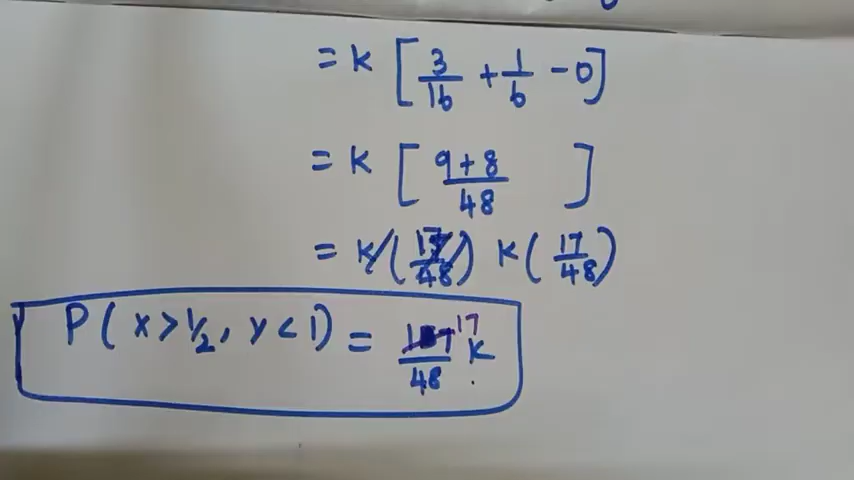 = K [ 3/16 + 1/6 - 0 ]
= K [ 9+8/48 ]
= K (17/48) K ( 17/48 )
P ( x > 1/2, y < 1 ) = 17/48 K